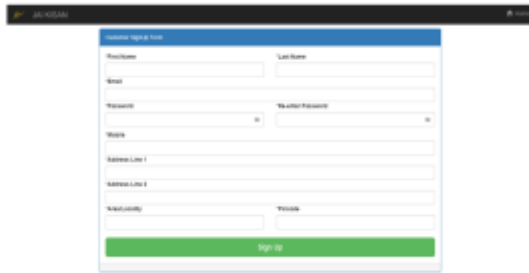 JAI KISAN
Customer Sign Up Form
*First Name *Last Name
*Email
*Password *Re-enter Password
*Mobile
*Address Line 1
*Address Line 2
*Area/Locality *Pincode
Sign Up